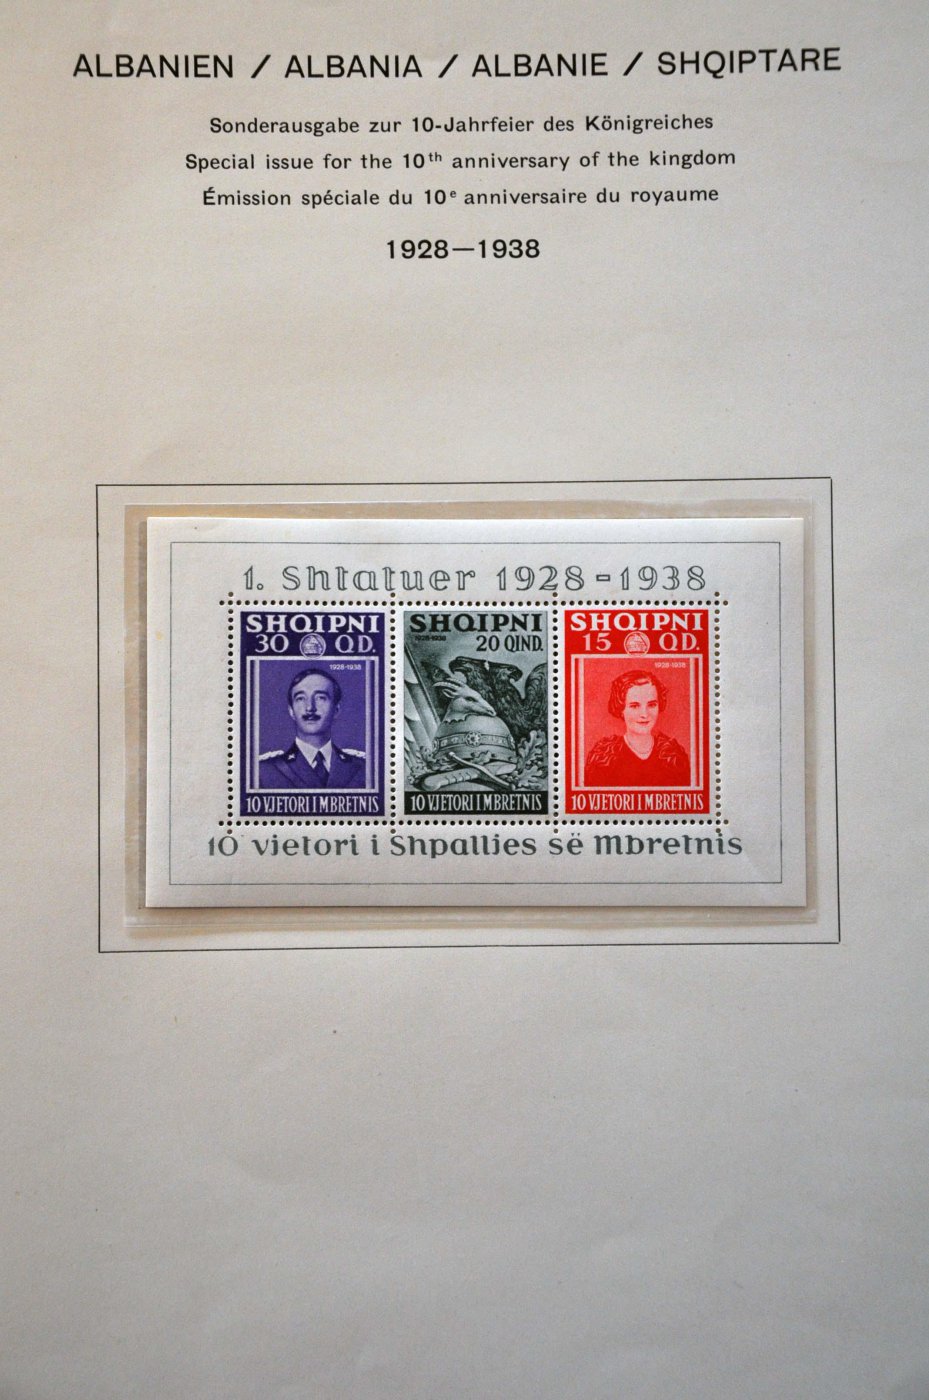 ALBANIEN / ALBANIA / ALBANIE / SHQIPTARE
Sonderausgabe zur 10-Jahrfeier des Königreiches
Special issue for the 10th anniversary of the kingdom
Émission spéciale du 10e anniversaire du royaume
1928—1938
1. Shtatuer 1928-1938
SHQIPNI
30 QD.
1928-1938
10 VJETORI I MBRETNIS
SHQIPNI
1928-1938
20 QIND.
10 VJETORI I MBRETNIS
SHQIPNI
15 QD.
1928-1938
10 VJETORI I MBRETNIS
10 vjetori i Shpalljes së Mbretnis